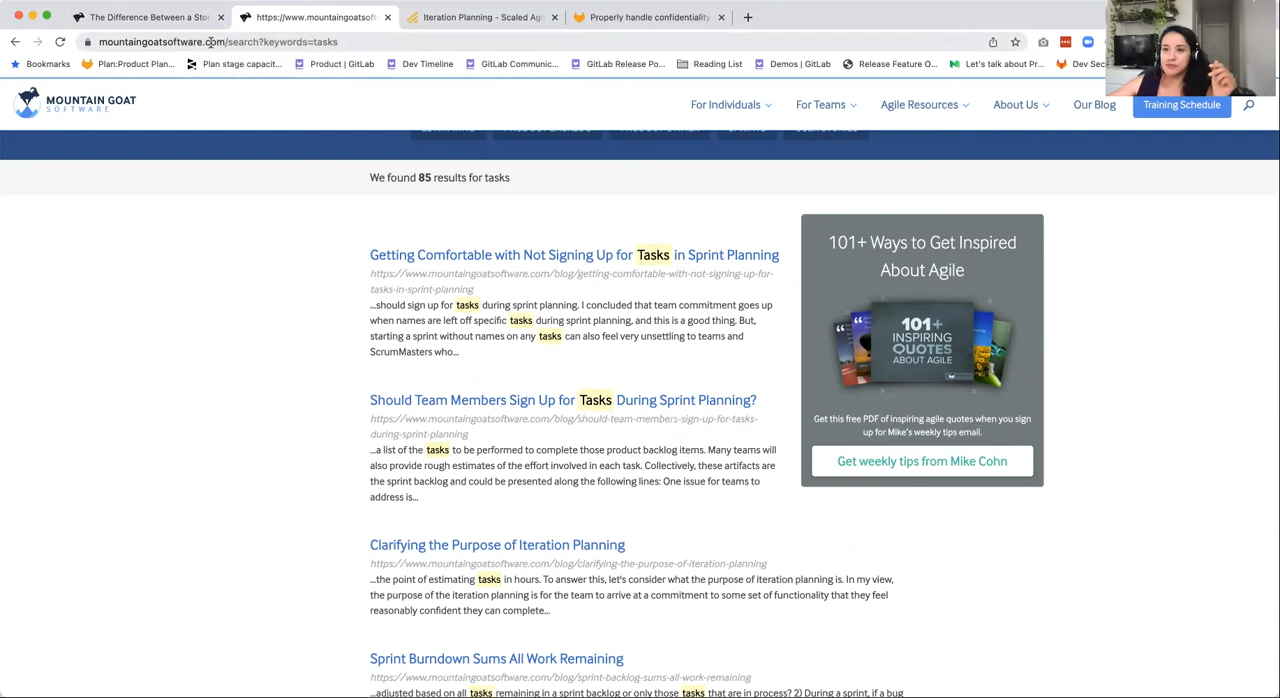 The Difference Between a Stor
https://www.mountaingoatsoft
Iteration Planning - Scaled Agil
Properly handle confidentiality
mountaingoatsoftware.com/search?keywords=tasks
Bookmarks
Plan:Product Plan...
Plan stage capacit...
Product | GitLab
Dev Timeline
GitLab Communic...
GitLab Release Po...
Reading List
Demos | GitLab
Release Feature O...
Let's talk about Pr...
Dev Sec
MOUNTAIN GOAT
SOFTWARE
For Individuals
For Teams
Agile Resources
About Us
Our Blog
Training Schedule
We found 85 results for tasks
Getting Comfortable with Not Signing Up for Tasks in Sprint Planning
https://www.mountaingoatsoftware.com/blog/getting-comfortable-with-not-signing-up-for-
tasks-in-sprint-planning
...should sign up for tasks during sprint planning. I concluded that team commitment goes up
when names are left off specific tasks during sprint planning, and this is a good thing. But,
starting a sprint without names on any tasks can also feel very unsettling to teams and
ScrumMasters who...
Should Team Members Sign Up for Tasks During Sprint Planning?
https://www.mountaingoatsoftware.com/blog/should-team-members-sign-up-for-tasks-
during-sprint-planning
...a list of the tasks to be performed to complete those product backlog items. Many teams will
also provide rough estimates of the effort involved in each task. Collectively, these artifacts are
the sprint backlog and could be presented along the following lines: One issue for teams to
address is...
Clarifying the Purpose of Iteration Planning
https://www.mountaingoatsoftware.com/blog/clarifying-the-purpose-of-iteration-planning
...the point of estimating tasks in hours. To answer this, let's consider what the purpose of iteration planning is. In my view,
the purpose of the iteration planning is for the team to arrive at a commitment to some set of functionality that they feel
reasonably confident they can complete...
Sprint Burndown Sums All Work Remaining
https://www.mountaingoatsoftware.com/blog/sprint-backlog-sums-all-work-remaining
...adjusted based on all tasks remaining in a sprint backlog or only those tasks that are in process? 2) During a sprint, if a bug
101+ Ways to Get Inspired
About Agile
101+
INSPIRING
QUOTES
ABOUT AGILE
Get this free PDF of inspiring agile quotes when you sign
up for Mike's weekly tips email.
Get weekly tips from Mike Cohn